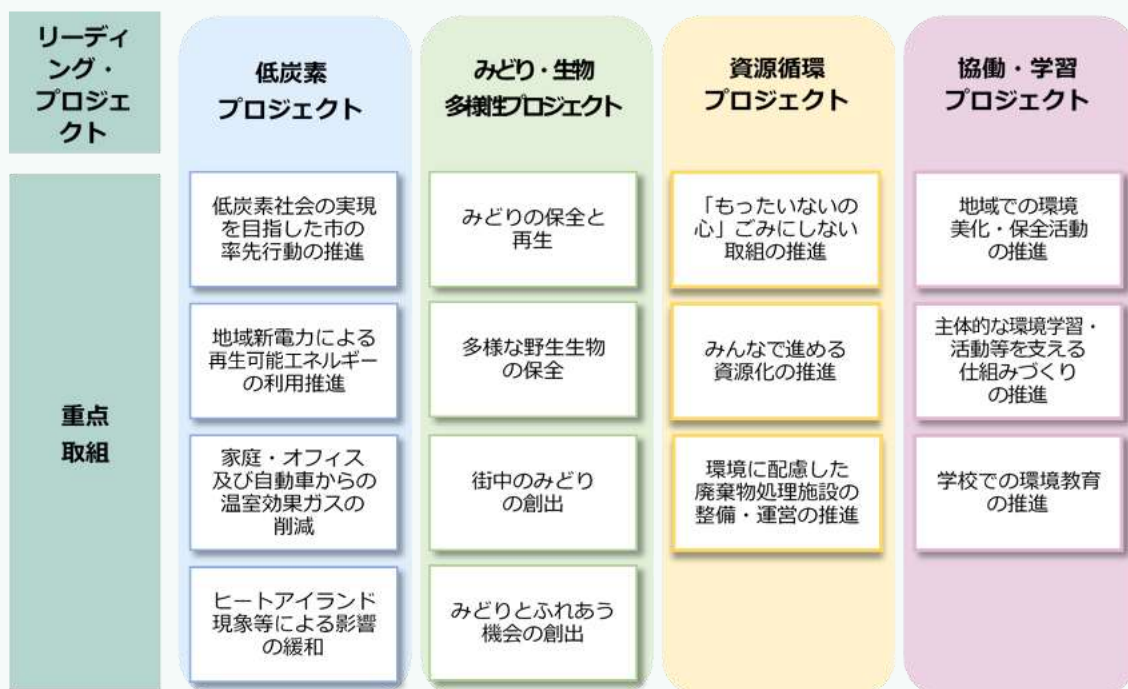 リーディ
ング・
プロジェ
クト
低炭素
プロジェクト
みどり・生物
多様性プロジェクト
資源循環
プロジェクト
協働・学習
プロジェクト
重点
取組
低炭素社会の実現
を目指した市の
率先行動の推進
地域新電力による
再生可能エネルギー
の利用推進
家庭・オフィス
及び自動車からの
温室効果ガスの
削減
ヒートアイランド
現象等による影響
の緩和
みどりの保全と
再生
多様な野生生物
の保全
街中のみどり
の創出
みどりとふれあう
機会の創出
「もったいないの
心」ごみにしない
取組の推進
みんなで進める
資源化の推進
環境に配慮した
廃棄物処理施設の
整備・運営の推進
地域での環境
美化・保全活動
の推進
主体的な環境学習・
活動等を支える
仕組みづくり
の推進
学校での環境教育
の推進